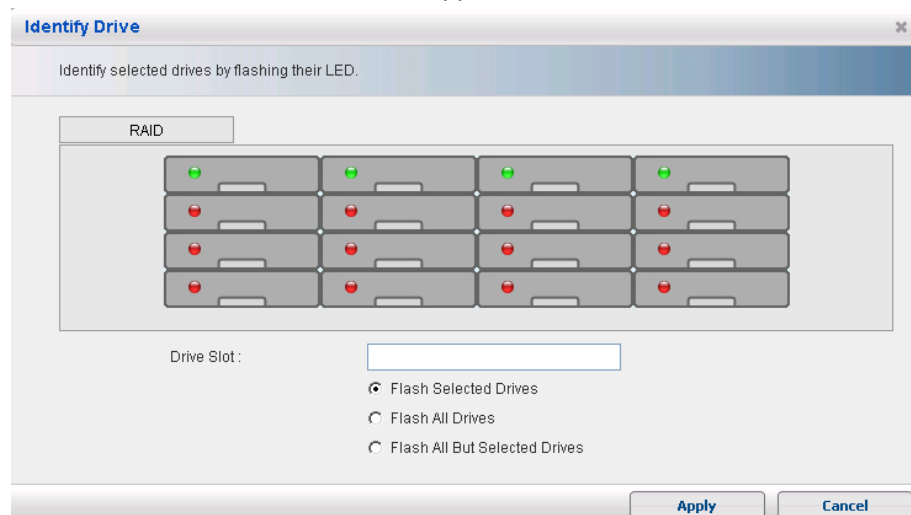 Identify Drive
Identify selected drives by flashing their LED.
RAID
Drive Slot :
Flash Selected Drives
Flash All Drives
Flash All But Selected Drives
Apply
Cancel